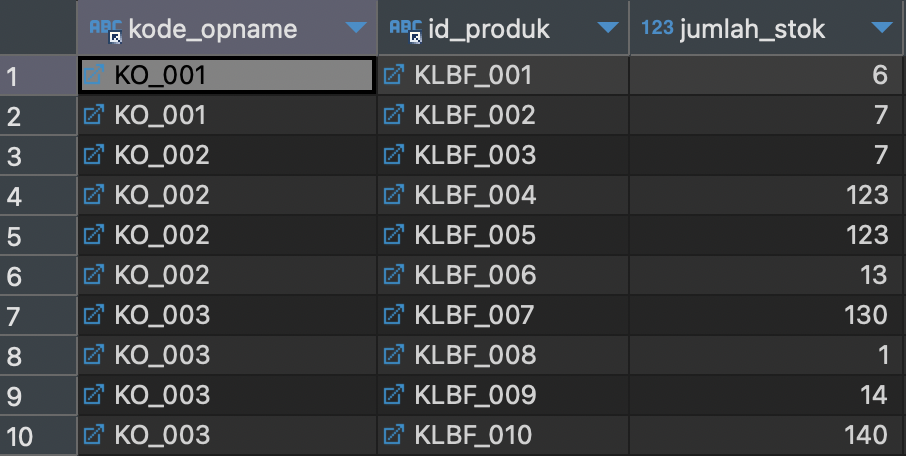 ABC kode_opname ABC id_produk 123 jumlah_stok
1 KO_001 KLBF_001 6
2 KO_001 KLBF_002 7
3 KO_002 KLBF_003 7
4 KO_002 KLBF_004 123
5 KO_002 KLBF_005 123
6 KO_002 KLBF_006 13
7 KO_003 KLBF_007 130
8 KO_003 KLBF_008 1
9 KO_003 KLBF_009 14
10 KO_003 KLBF_010 140